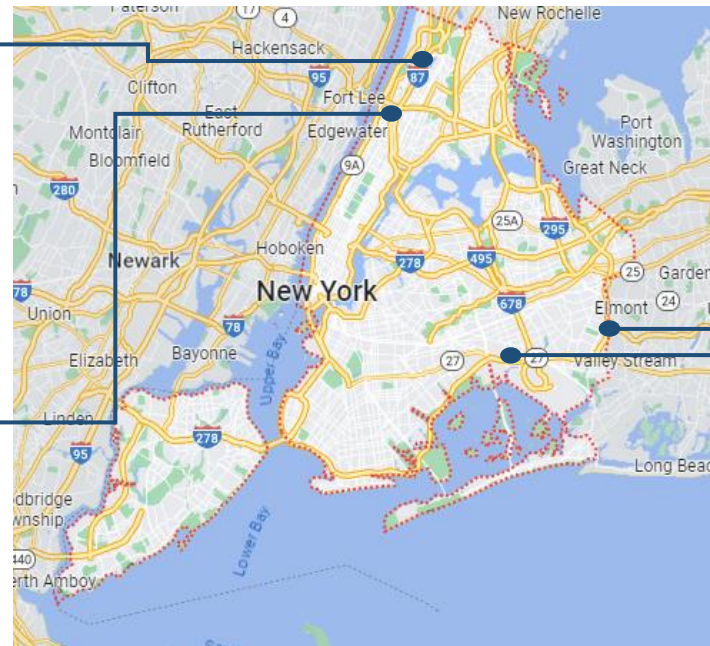 Paterson
17
4
New Rochelle
Hackensack
95
87
Clifton
Fort Lee
East
Rutherford
Edgewater
Montclair
Bloomfield
Port
Washington
Great Neck
9A
280
25A
295
Newark
Hoboken
278
495
25
Garden
78
New York
678
Elmont
24
Union
78
Elizabeth
Bayonne
Upper Bay
27
27
Valley Stream
Linden
278
95
Long Beac
odbridge
wnship
Lower Bay
440
erth Amboy